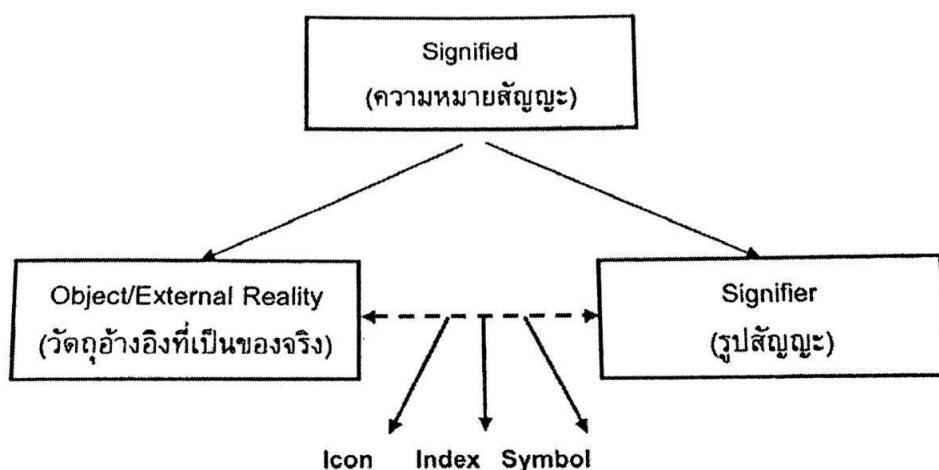 Signified
(ความหมายสัญญะ)
Object/External Reality
(วัตถุอ้างอิงที่เป็นของจริง)
Signifier
(รูปสัญญะ)
Icon Index Symbol